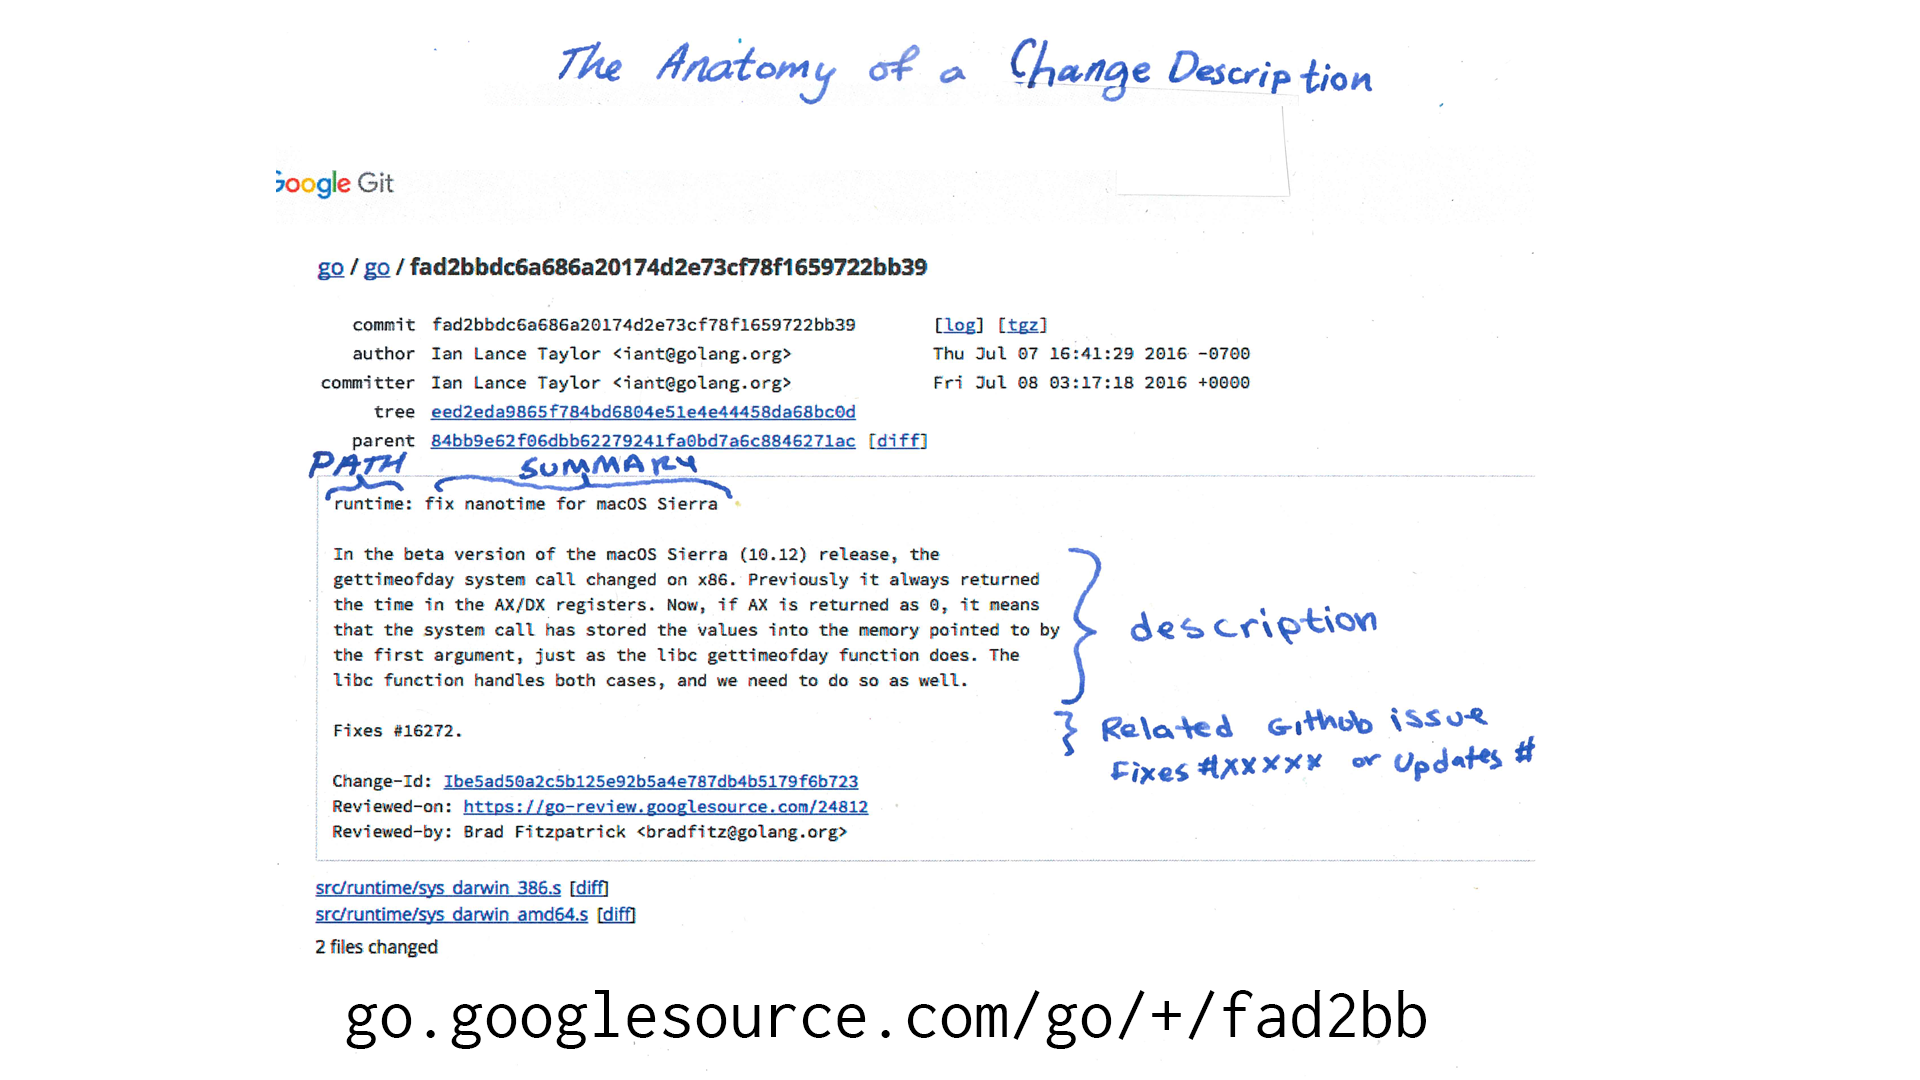 The Anatomy of a Change Description
Google Git
go / go / fad2bbdc6a686a20174d2e73cf78f1659722bb39
commit fad2bbdc6a686a20174d2e73cf78f1659722bb39 [log] [tgz]
author Ian Lance Taylor <iant@golang.org> Thu Jul 07 16:41:29 2016 -0700
committer Ian Lance Taylor <iant@golang.org> Fri Jul 08 03:17:18 2016 +0000
tree eed2eda9865f784bd6804e51e4e44458da68bc0d
parent 84bb9e62f06dbb62279241fa0bd7a6c8846271ac [diff]
PATH SUMMARY
runtime: fix nanotime for macOS Sierra
In the beta version of the macOS Sierra (10.12) release, the
gettimeofday system call changed on x86. Previously it always returned
the time in the AX/DX registers. Now, if AX is returned as 0, it means
that the system call has stored the values into the memory pointed to by
the first argument, just as the libc gettimeofday function does. The
libc function handles both cases, and we need to do so as well.
description
Fixes #16272.
Related Github issue
Fixes #XXXXX or Updates #
Change-Id: Ibe5ad50a2c5b125e92b5a4e787db4b5179f6b723
Reviewed-on: https://go-review.googlesource.com/24812
Reviewed-by: Brad Fitzpatrick <bradfitz@golang.org>
src/runtime/sys_darwin_386.s [diff]
src/runtime/sys_darwin_amd64.s [diff]
2 files changed
go.googlesource.com/go/+/fad2bb